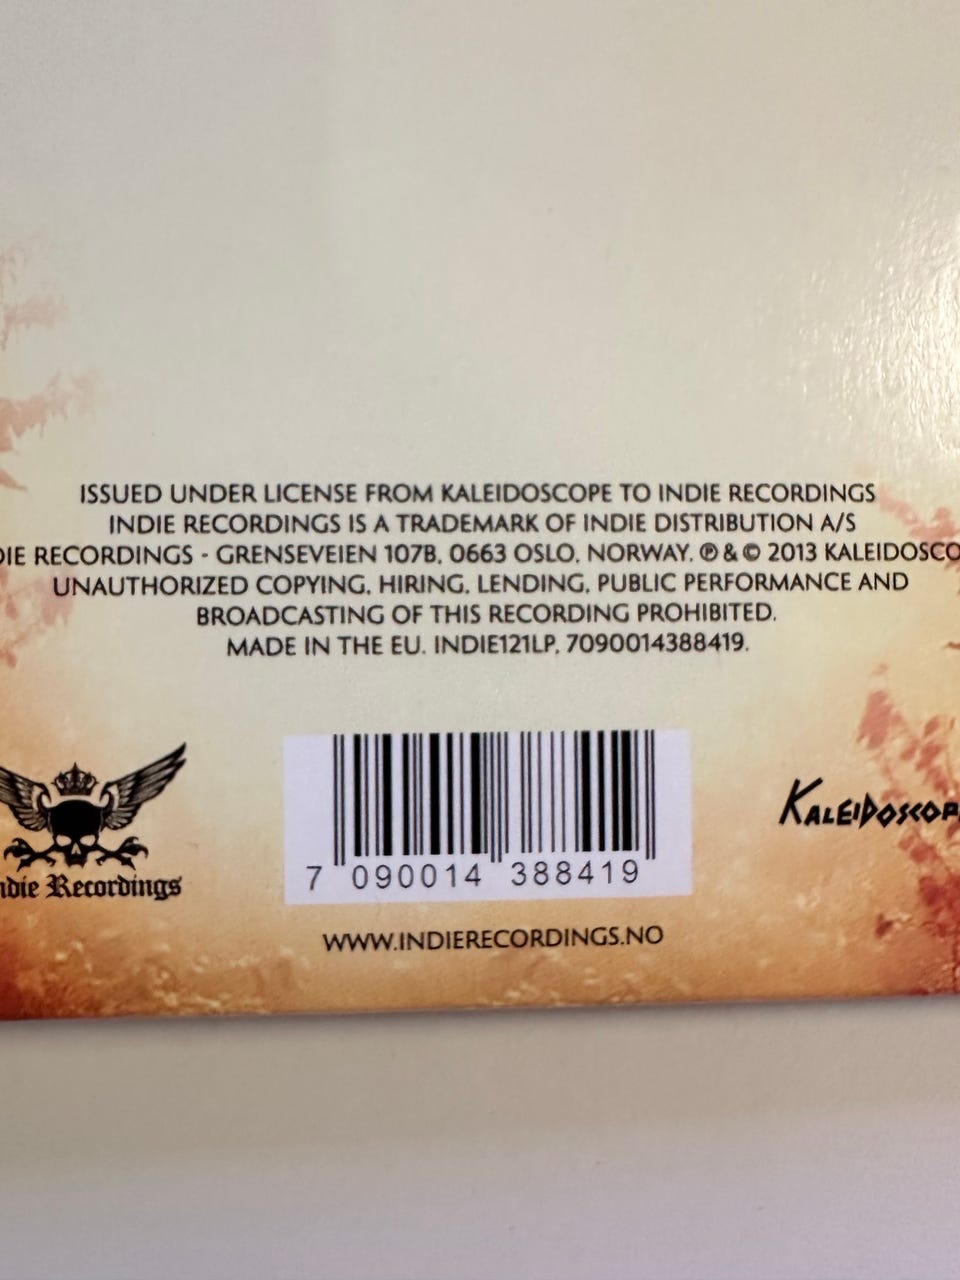 ISSUED UNDER LICENSE FROM KALEIDOSCOPE TO INDIE RECORDINGS
INDIE RECORDINGS IS A TRADEMARK OF INDIE DISTRIBUTION A/S
DIE RECORDINGS - GRENSEVEIEN 107B, 0663 OSLO, NORWAY. ℗ & © 2013 KALEIDOSCO
UNAUTHORIZED COPYING, HIRING, LENDING, PUBLIC PERFORMANCE AND
BROADCASTING OF THIS RECORDING PROHIBITED.
MADE IN THE EU. INDIE121LP, 7090014388419.
ndie Recordings
7 090014 388419
KALEIDOSCOP
WWW.INDIERECORDINGS.NO